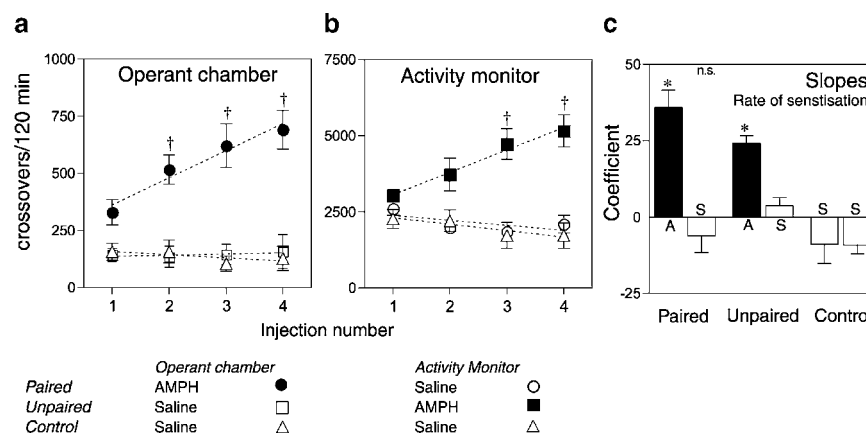 a
b
c
Operant chamber
Activity monitor
Slopes
Rate of senstisation
n.s.
crossovers/120 min
1000
750
500
250
0
† † †
1 2 3 4
7500
5000
2500
0
† †
1 2 3 4
Injection number
Coefficient
50
25
0
-25
* *
A S A S S S
Paired Unpaired Control
Operant chamber Activity Monitor
Paired AMPH Saline
Unpaired Saline AMPH
Control Saline Saline